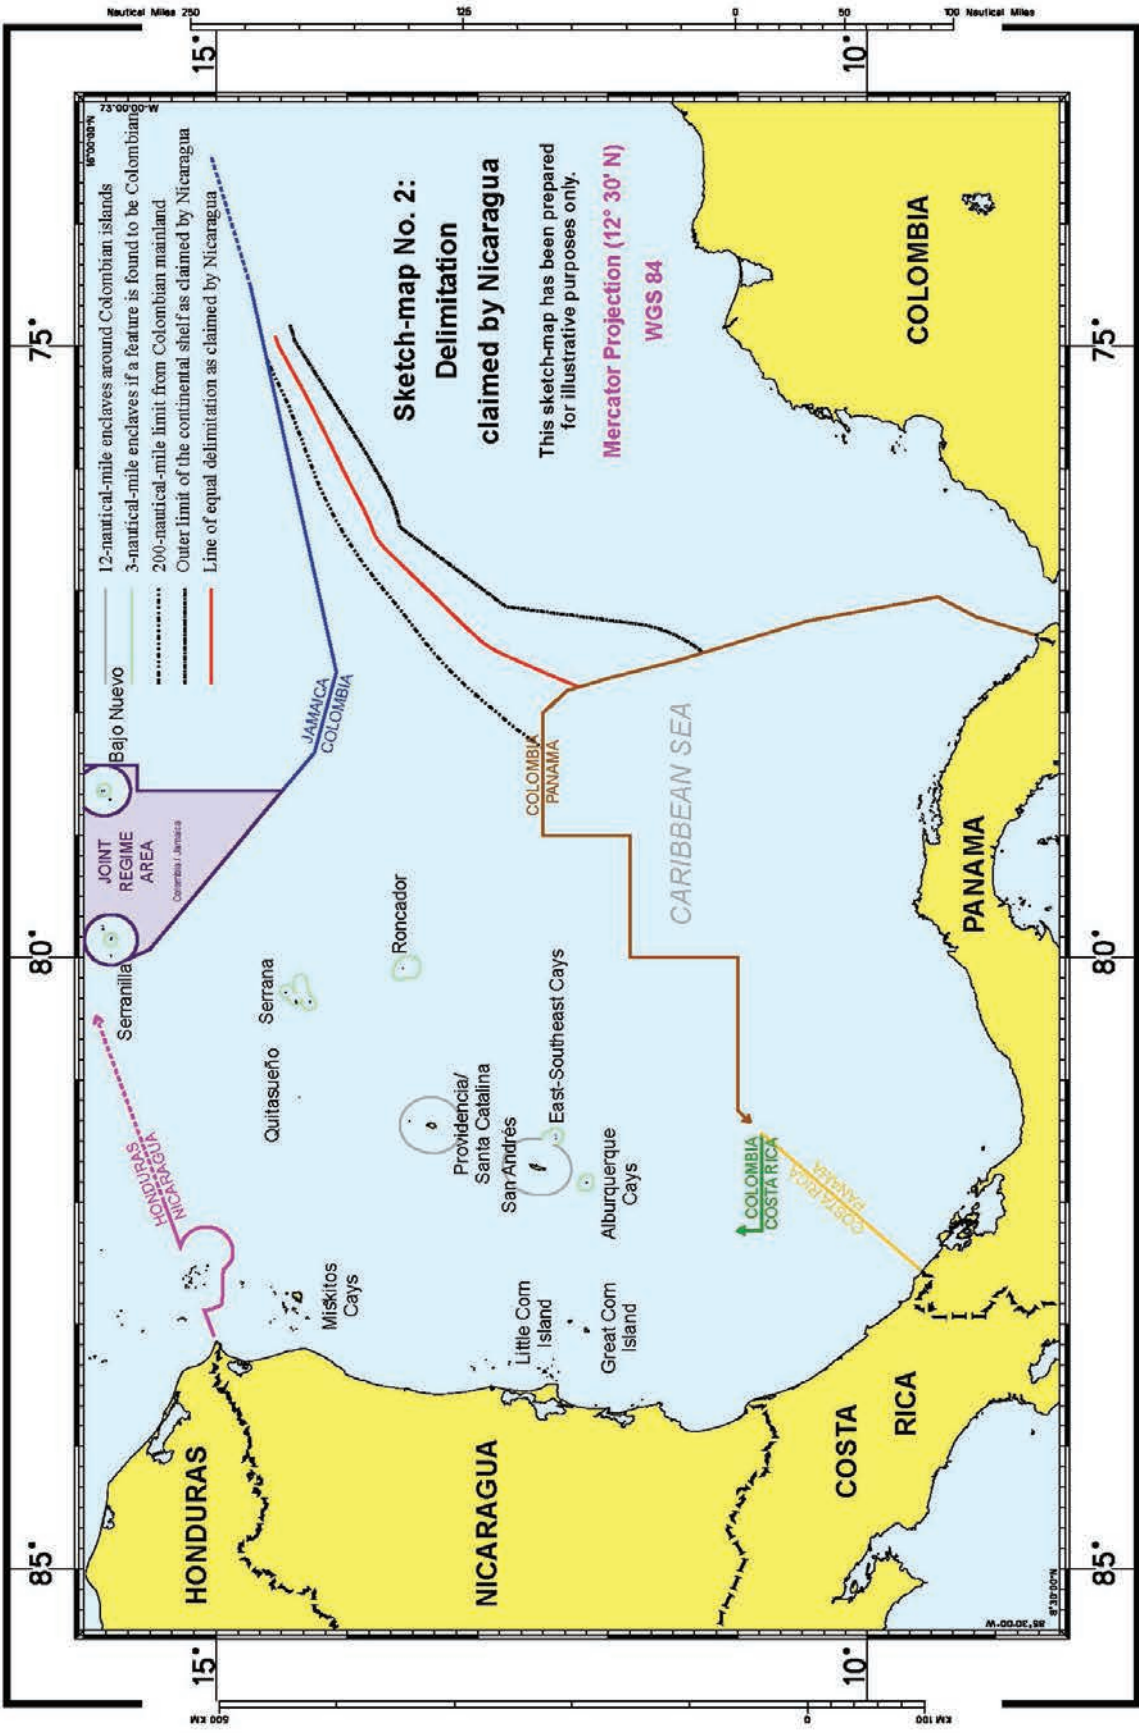 Nautical Miles 250
125
0
50
100 Nautical Miles
85°
80°
75°
15°
15°
10°
10°
16°00'00"N
73°00'00"W
12-nautical-mile enclaves around Colombian islands
3-nautical-mile enclaves if a feature is found to be Colombian
200-nautical-mile limit from Colombian mainland
Outer limit of the continental shelf as claimed by Nicaragua
Line of equal delimitation as claimed by Nicaragua
Bajo Nuevo
JOINT
REGIME
AREA
Colombia / Jamaica
Serranilla
JAMAICA
COLOMBIA
HONDURAS
NICARAGUA
Serrana
Quitasueño
Roncador
Providencia/
Santa Catalina
San Andrés
East-Southeast Cays
Alburquerque
Cays
Miskitos
Cays
Little Corn
Island
Great Corn
Island
COLOMBIA
PANAMA
CARIBBEAN SEA
COLOMBIA
COSTA RICA
COSTA RICA
PANAMA
Sketch-map No. 2:
Delimitation
claimed by Nicaragua
This sketch-map has been prepared
for illustrative purposes only.
Mercator Projection (12° 30' N)
WGS 84
HONDURAS
NICARAGUA
COSTA
RICA
PANAMA
COLOMBIA
8°30'00"N
85°30'00"W
85°
80°
75°
500 KM
0
KM 100